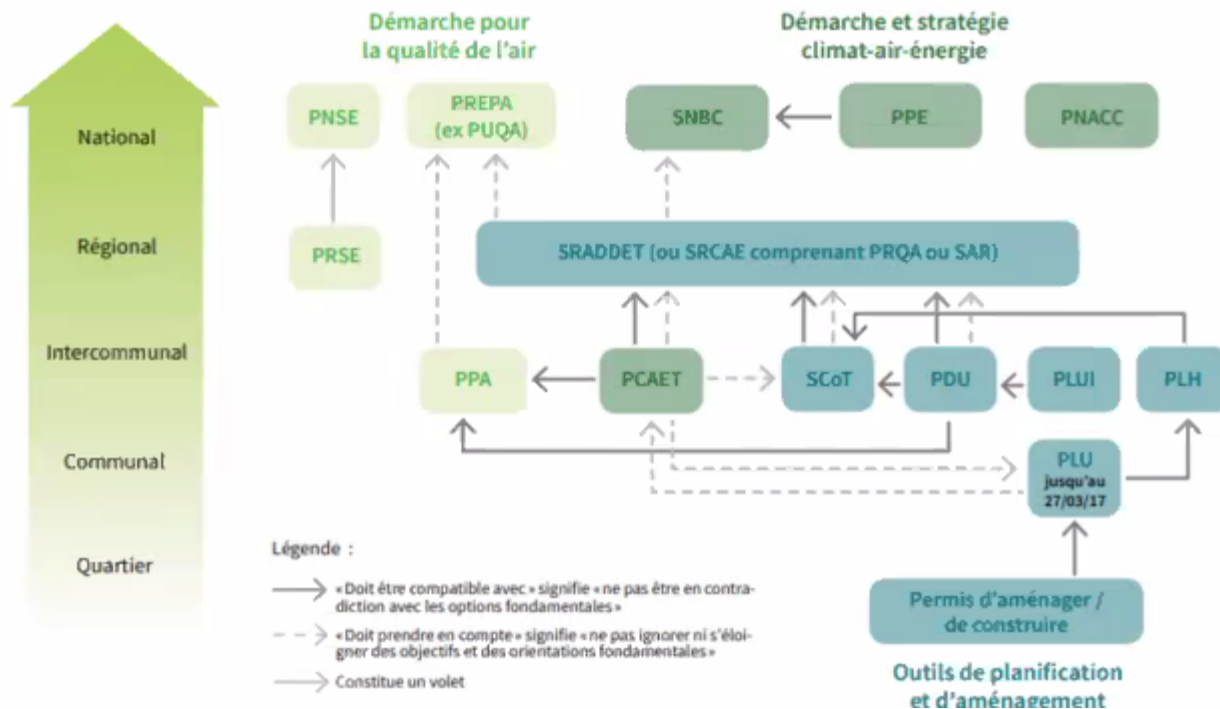 Démarche pour
la qualité de l'air
Démarche et stratégie
climat-air-énergie
National
PNSE
PREPA
(ex PUQA)
SNBC
PPE
PNACC
Régional
PRSE
SRADDET (ou SRCAE comprenant PRQA ou SAR)
Intercommunal
PPA
PCAET
SCoT
PDU
PLUI
PLH
Communal
PLU
jusqu'au
27/03/17
Quartier
Légende :
« Doit être compatible avec » signifie « ne pas être en contra-
diction avec les options fondamentales »
« Doit prendre en compte » signifie « ne pas ignorer ni s'éloi-
gner des objectifs et des orientations fondamentales »
Constitue un volet
Permis d'aménager /
de construire
Outils de planification
et d'aménagement